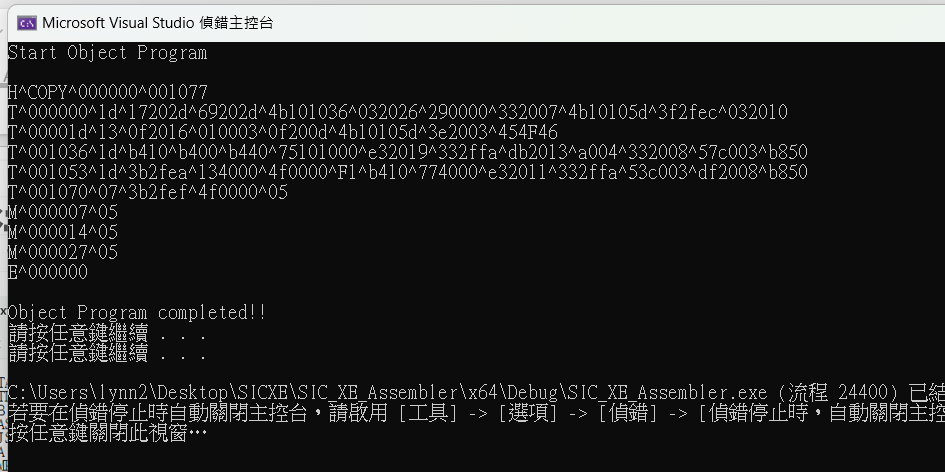 Microsoft Visual Studio 偵錯主控台
Start Object Program
H^COPY^000000^001077
T^000000^1d^17202d^69202d^4b101036^032026^290000^332007^4b10105d^3f2fec^032010
T^00001d^13^0f2016^010003^0f200d^4b10105d^3e2003^454F46
T^001036^1d^b410^b400^b440^75101000^e32019^332ffa^db2013^a004^332008^57c003^b850
T^001053^1d^3b2fea^134000^4f0000^F1^b410^774000^e32011^332ffa^53c003^df2008^b850
T^001070^07^3b2fef^4f0000^05
M^000007^05
M^000014^05
M^000027^05
E^000000
Object Program completed!!
請按任意鍵繼續 . . .
請按任意鍵繼續 . . .
C:\Users\lynn2\Desktop\SICXE\SIC_XE_Assembler\x64\Debug\SIC_XE_Assembler.exe (流程 24400) 已結
若要在偵錯停止時自動關閉主控台，請啟用 [工具] -> [選項] -> [偵錯] -> [偵錯停止時，自動關閉主控
按任意鍵關閉此視窗…